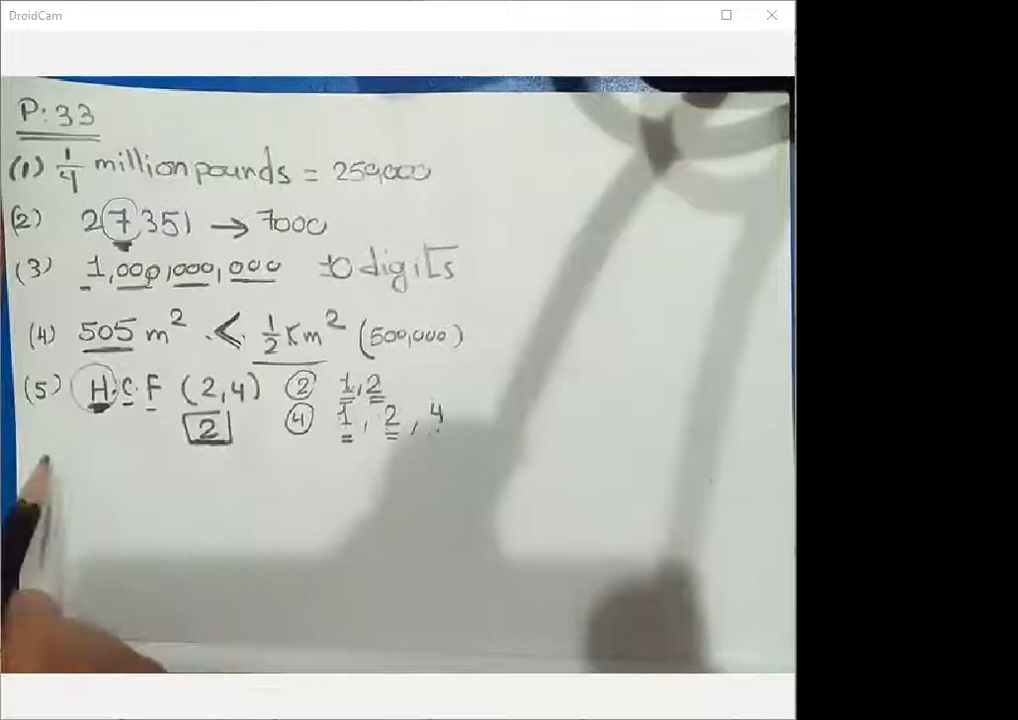 DroidCam
P: 33
(1) 1/4 million pounds = 250,000
(2) 27351 → 7000
(3) 1,000,000,000 10 digits
(4) 505 m² < 1/2 Km² (500,000)
(5) H.C.F (2,4) ② 1,2
2 ④ 1, 2, 4